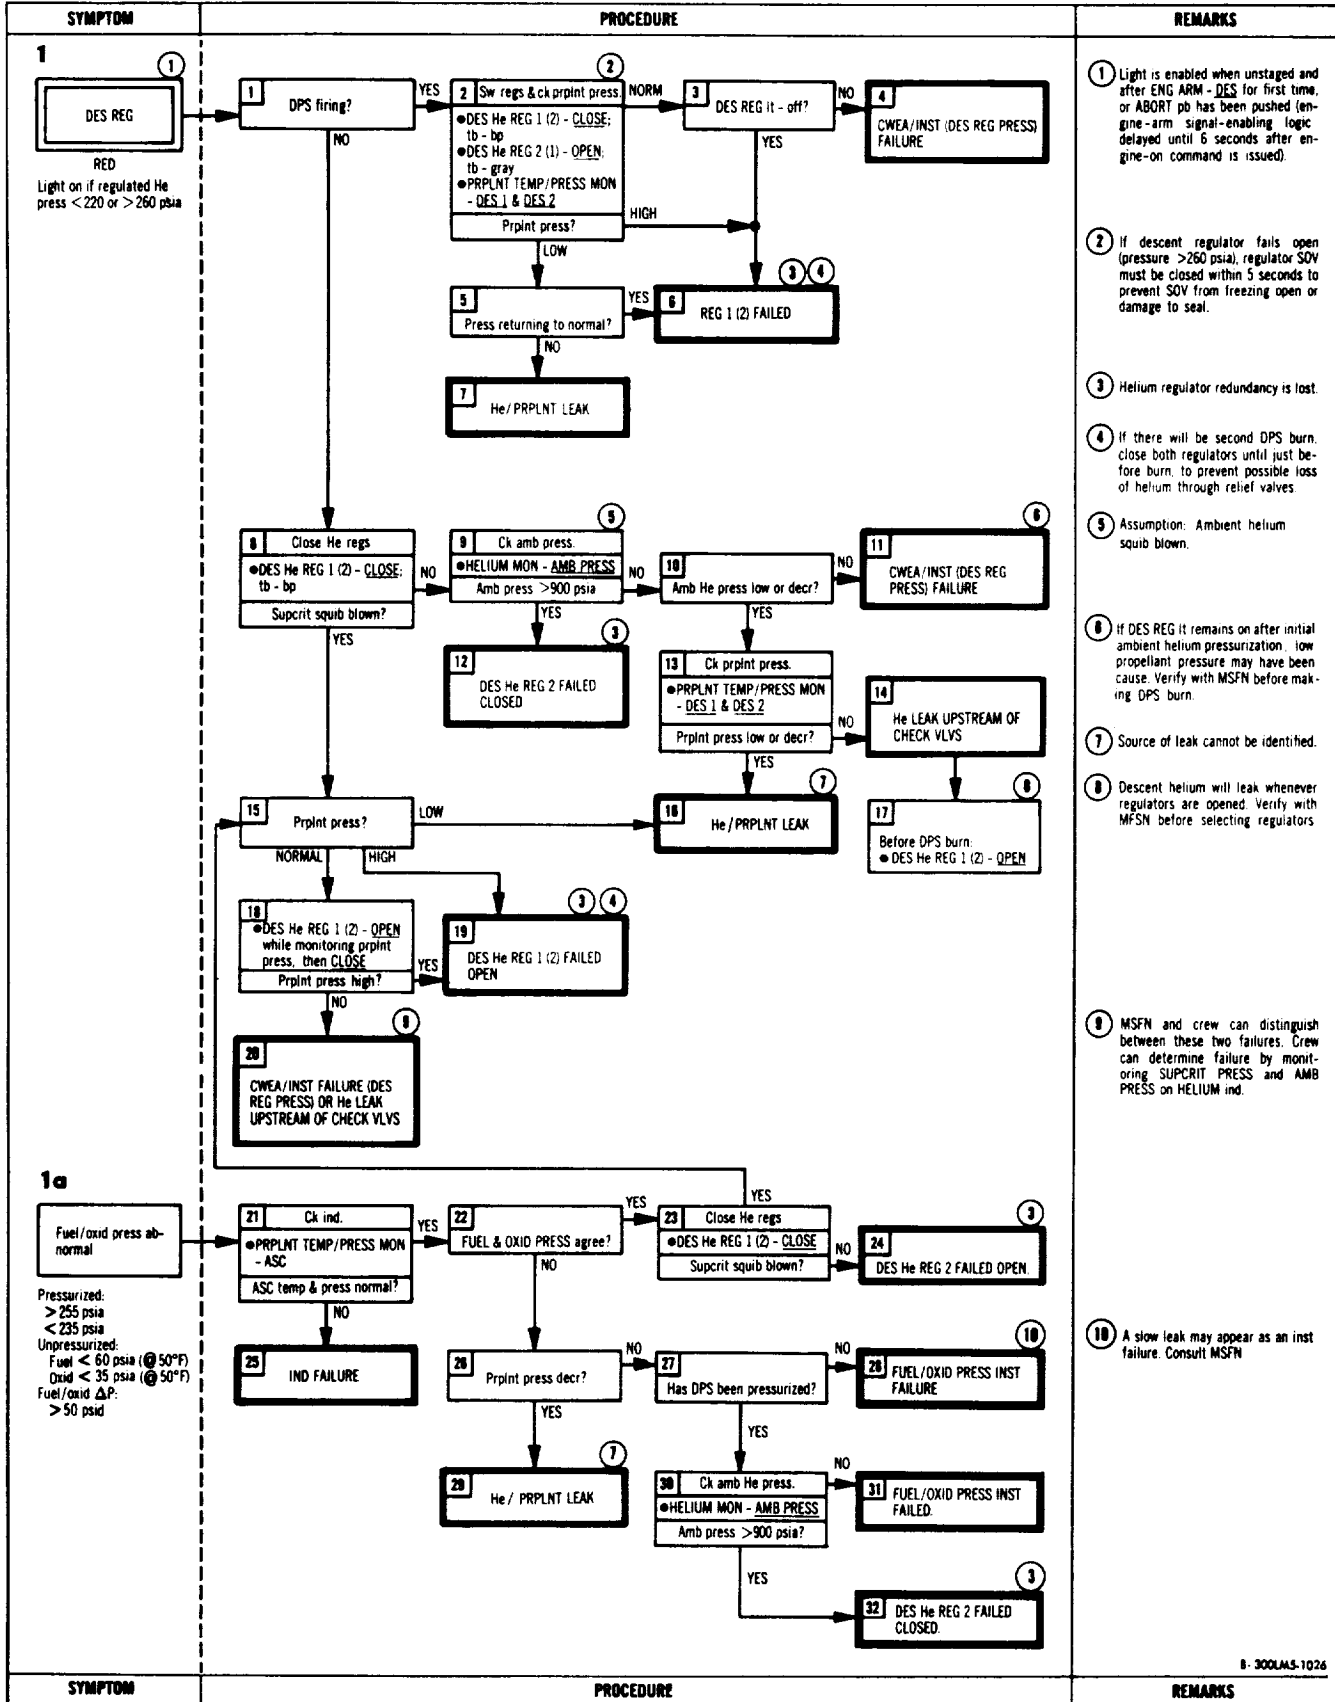 SYMPTOM
PROCEDURE
REMARKS
1
1
DES REG
RED
Light on if regulated He
press <220 or >260 psia
1
DPS firing?
YES
NO
2
2 Sw regs & ck prplnt press.
●DES He REG 1 (2) - CLOSE;
tb - bp
●DES He REG 2 (1) - OPEN;
tb - gray
●PRPLNT TEMP/PRESS MON
- DES 1 & DES 2
Prplnt press?
NORM
HIGH
LOW
3
DES REG lt - off?
NO
YES
4
CWEA/INST (DES REG PRESS)
FAILURE
5
Press returning to normal?
YES
NO
3 4
6
REG 1 (2) FAILED
7
He/PRPLNT LEAK
8 Close He regs
●DES He REG 1 (2) - CLOSE;
tb - bp
Supcrit squib blown?
NO
YES
5
9 Ck amb press.
●HELIUM MON - AMB PRESS
Amb press >900 psia
NO
YES
10
Amb He press low or decr?
NO
YES
6
11
CWEA/INST (DES REG
PRESS) FAILURE
3
12
DES He REG 2 FAILED
CLOSED
13 Ck prplnt press.
●PRPLNT TEMP/PRESS MON
- DES 1 & DES 2
Prplnt press low or decr?
NO
YES
14
He LEAK UPSTREAM OF
CHECK VLVS
15
Prplnt press?
LOW
NORMAL
HIGH
7
16
He/PRPLNT LEAK
8
17
Before DPS burn:
● DES He REG 1 (2) - OPEN
18
●DES He REG 1 (2) - OPEN
while monitoring prplnt
press, then CLOSE
Prplnt press high?
YES
NO
3 4
19
DES He REG 1 (2) FAILED
OPEN
9
20
CWEA/INST FAILURE (DES
REG PRESS) OR He LEAK
UPSTREAM OF CHECK VLVS
1a
Fuel/oxid press ab-
normal
Pressurized:
> 255 psia
< 235 psia
Unpressurized:
Fuel < 60 psia (@ 50°F)
Oxid < 35 psia (@ 50°F)
Fuel/oxid ΔP:
> 50 psid
21 Ck ind.
●PRPLNT TEMP/PRESS MON
- ASC
ASC temp & press normal?
YES
NO
22
FUEL & OXID PRESS agree?
YES
NO
YES
23 Close He regs
●DES He REG 1 (2) - CLOSE
Supcrit squib blown?
NO
3
24
DES He REG 2 FAILED OPEN.
25
IND FAILURE
26
Prplnt press decr?
NO
YES
27
Has DPS been pressurized?
NO
YES
10
28 FUEL/OXID PRESS INST
FAILURE
7
29
He/ PRPLNT LEAK
30 Ck amb He press.
●HELIUM MON - AMB PRESS
Amb press >900 psia?
NO
YES
31 FUEL/OXID PRESS INST
FAILED.
3
32 DES He REG 2 FAILED
CLOSED.
1 Light is enabled when unstaged and
after ENG ARM - DES for first time,
or ABORT pb has been pushed (en-
gine-arm signal-enabling logic
delayed until 6 seconds after en-
gine-on command is issued).
2 If descent regulator fails open
(pressure >260 psia), regulator SOV
must be closed within 5 seconds to
prevent SOV from freezing open or
damage to seal.
3 Helium regulator redundancy is lost.
4 If there will be second DPS burn,
close both regulators until just be-
fore burn, to prevent possible loss
of helium through relief valves.
5 Assumption: Ambient helium
squib blown.
6 If DES REG lt remains on after initial
ambient helium pressurization, low
propellant pressure may have been
cause. Verify with MSFN before mak-
ing DPS burn.
7 Source of leak cannot be identified.
8 Descent helium will leak whenever
regulators are opened. Verify with
MFSN before selecting regulators
9 MSFN and crew can distinguish
between these two failures. Crew
can determine failure by monit-
oring SUPCRIT PRESS and AMB
PRESS on HELIUM ind.
10 A slow leak may appear as an inst
failure. Consult MSFN
B-300LM5-1026
SYMPTOM
PROCEDURE
REMARKS